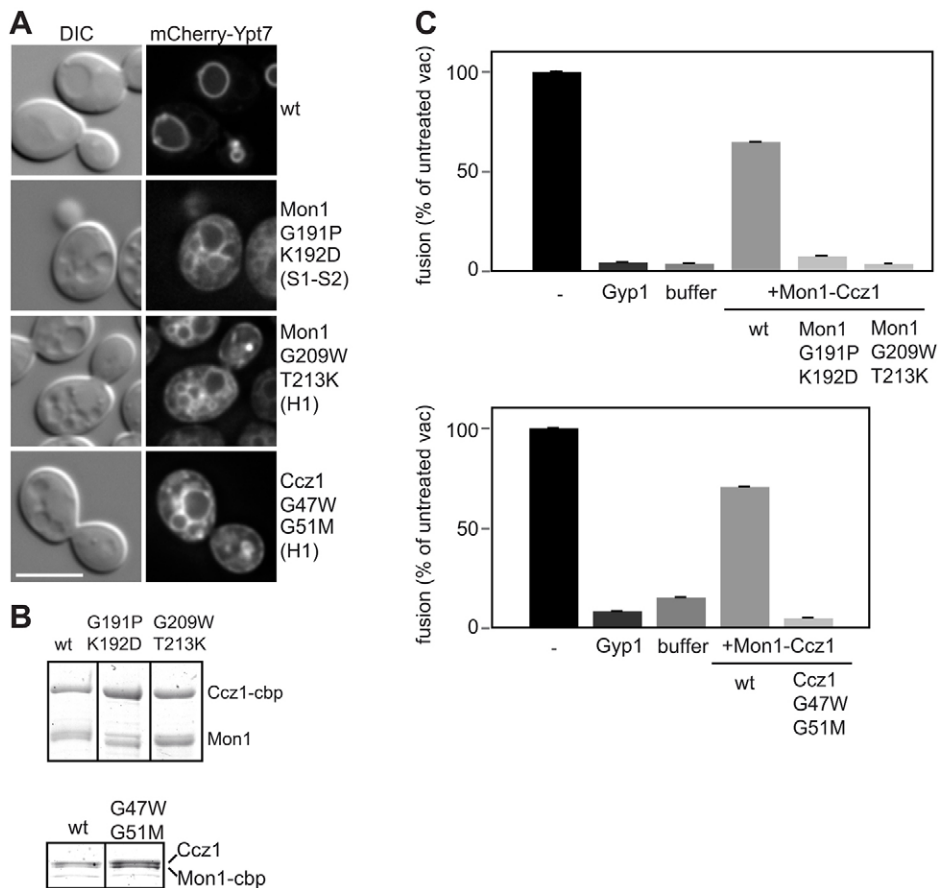 A
DIC
mCherry-Ypt7
wt
Mon1
G191P
K192D
(S1-S2)
Mon1
G209W
T213K
(H1)
Ccz1
G47W
G51M
(H1)
B
wt
G191P
K192D
G209W
T213K
Ccz1-cbp
Mon1
wt
G47W
G51M
Ccz1
Mon1-cbp
C
fusion (% of untreated vac)
100
50
0
-
Gyp1
buffer
+Mon1-Ccz1
wt
Mon1
G191P
K192D
Mon1
G209W
T213K
fusion (% of untreated vac)
100
50
0
-
Gyp1
buffer
+Mon1-Ccz1
wt
Ccz1
G47W
G51M